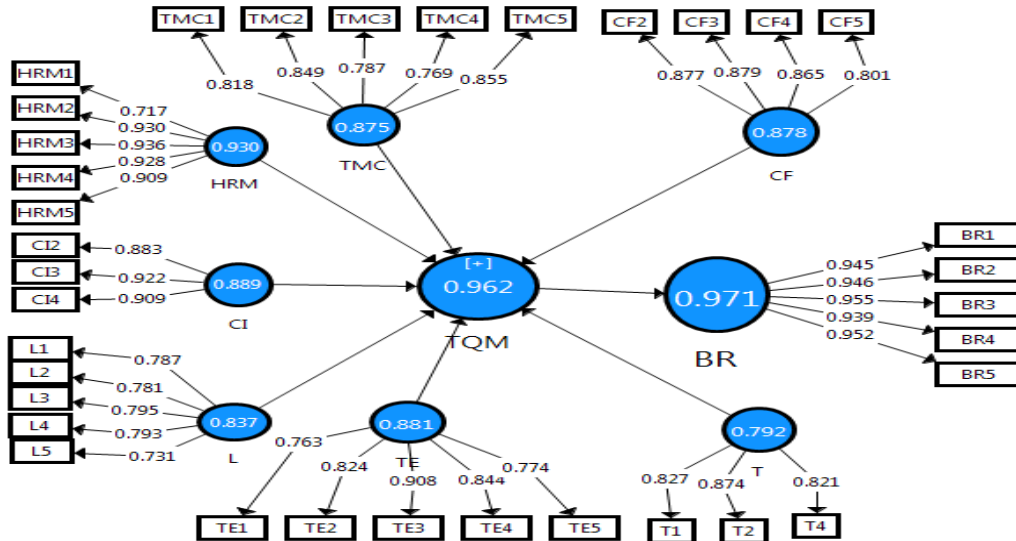 TMC1 TMC2 TMC3 TMC4 TMC5
0.818 0.849 0.787 0.769 0.855
0.875
TMC
CF2 CF3 CF4 CF5
0.877 0.879 0.865 0.801
0.878
CF
HRM1
HRM2
HRM3
HRM4
HRM5
0.717
0.930
0.936
0.928
0.909
0.930
HRM
CI2
CI3
CI4
0.883
0.922
0.909
0.889
CI
[+]
0.962
TQM
0.971
BR
0.945
0.946
0.955
0.939
0.952
BR1
BR2
BR3
BR4
BR5
L1
L2
L3
L4
L5
0.787
0.781
0.795
0.793
0.731
0.837
L
0.881
TE
0.763 0.824 0.908 0.844 0.774
TE1 TE2 TE3 TE4 TE5
0.792
T
0.827 0.874 0.821
T1 T2 T4